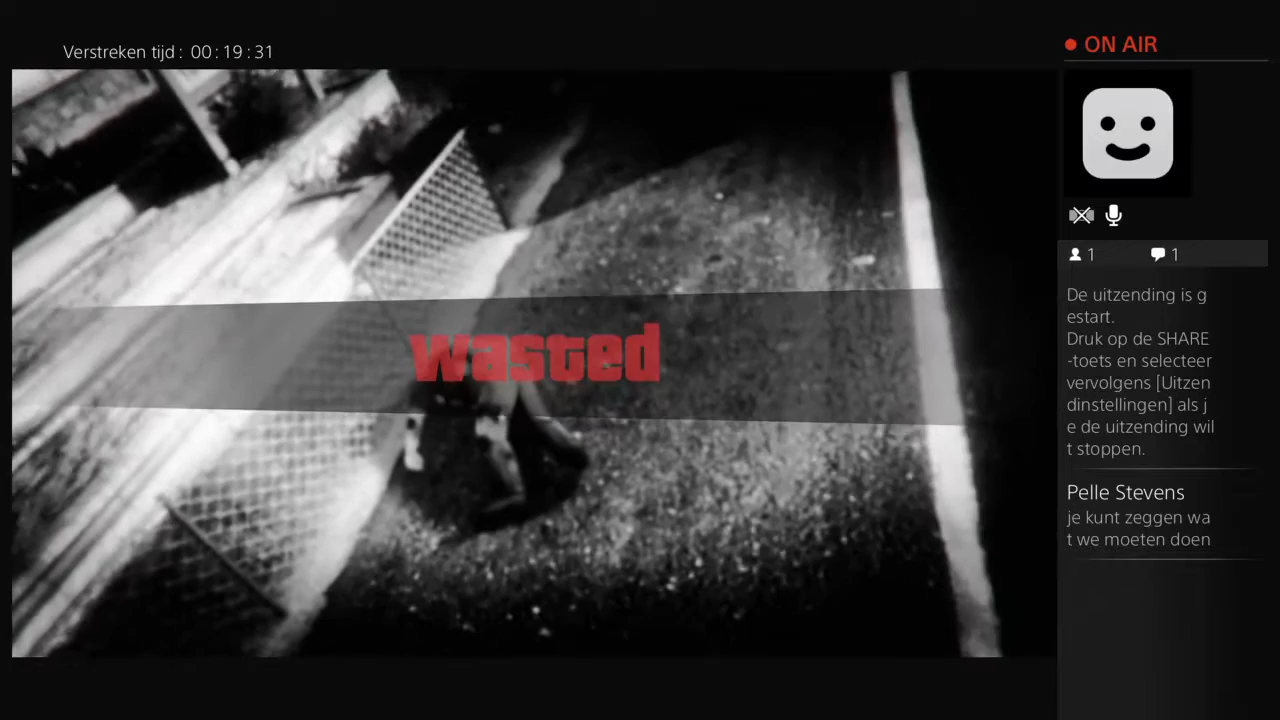 Verstreken tijd: 00:19:31
ON AIR
wasted
1 1
De uitzending is g
estart.
Druk op de SHARE
-toets en selecteer
vervolgens [Uitzen
dinstellingen] als j
e de uitzending wil
t stoppen.
Pelle Stevens
je kunt zeggen wa
t we moeten doen